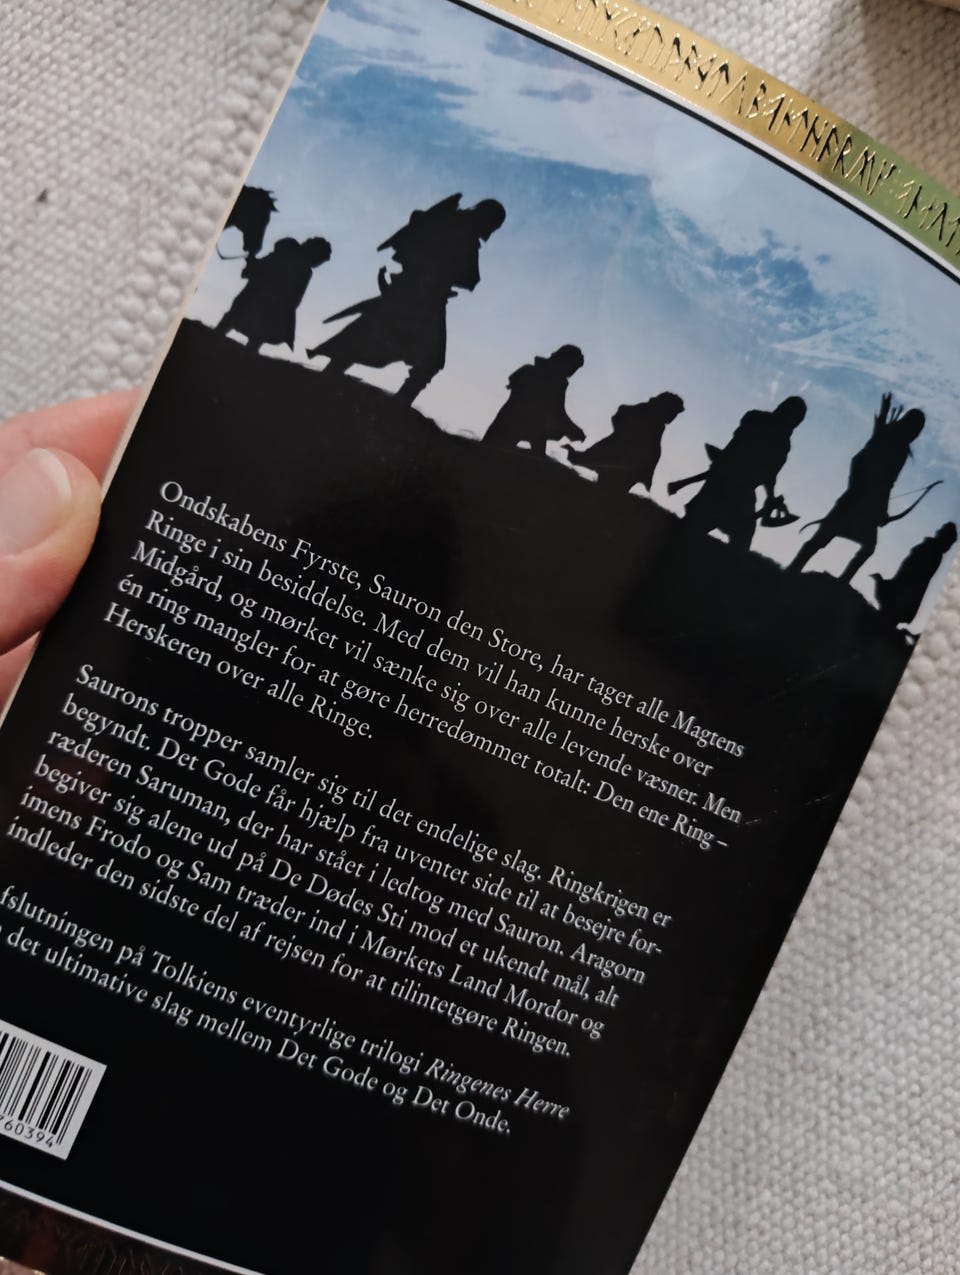 Ondskabens Fyrste, Sauron den Store, har taget alle Magtens
Ringe i sin besiddelse. Med dem vil han kunne herske over
Midgård, og mørket vil sænke sig over alle levende væsner. Men
én ring mangler for at gøre herredømmet totalt: Den ene Ring –
Herskeren over alle Ringe.
Saurons tropper samler sig til det endelige slag. Ringkrigen er
begyndt. Det Gode får hjælp fra uventet side til at besejre for-
ræderen Saruman, der har stået i ledtog med Sauron. Aragorn
begiver sig alene ud på De Dødes Sti mod et ukendt mål, alt
imens Frodo og Sam træder ind i Mørkets Land Mordor og
indleder den sidste del af rejsen for at tilintetgøre Ringen.
fslutningen på Tolkiens eventyrlige trilogi Ringenes Herre
det ultimative slag mellem Det Gode og Det Onde.
760394